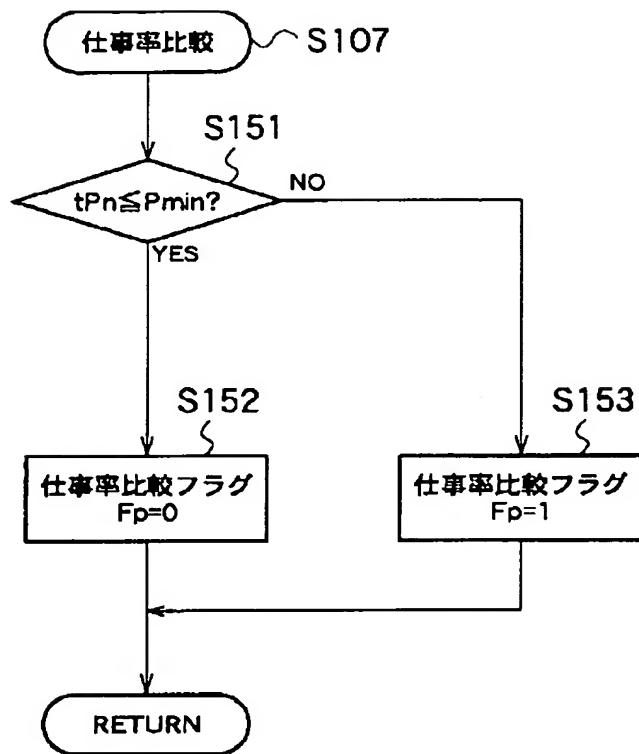 仕事率比較
S107
S151
tPn≦Pmin?
NO
YES
S152
S153
仕事率比較フラグ
Fp=0
仕事率比較フラグ
Fp=1
RETURN